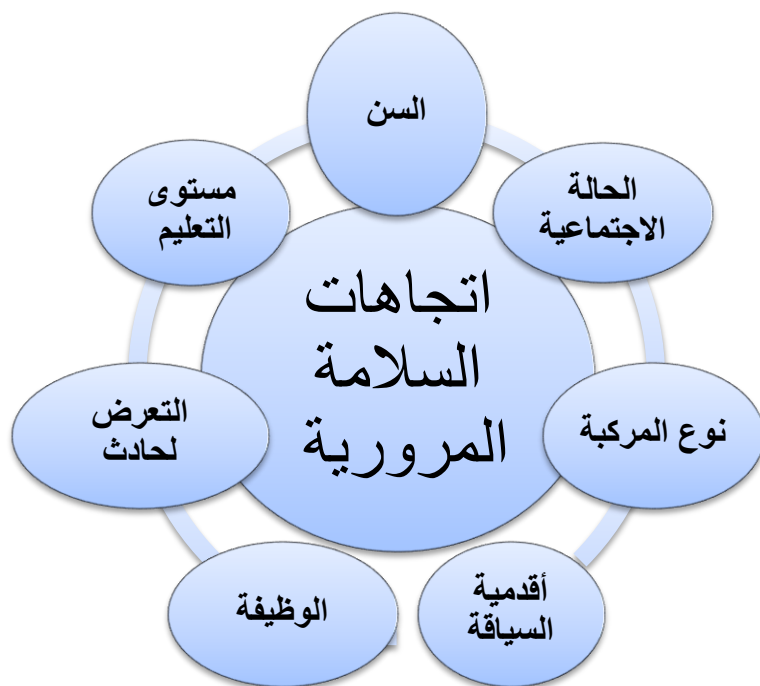 السن
الحالة
الاجتماعية
نوع المركبة
أقدمية
السياقة
الوظيفة
التعرض
لحادث
مستوى
التعليم
اتجاهات
السلامة
المرورية